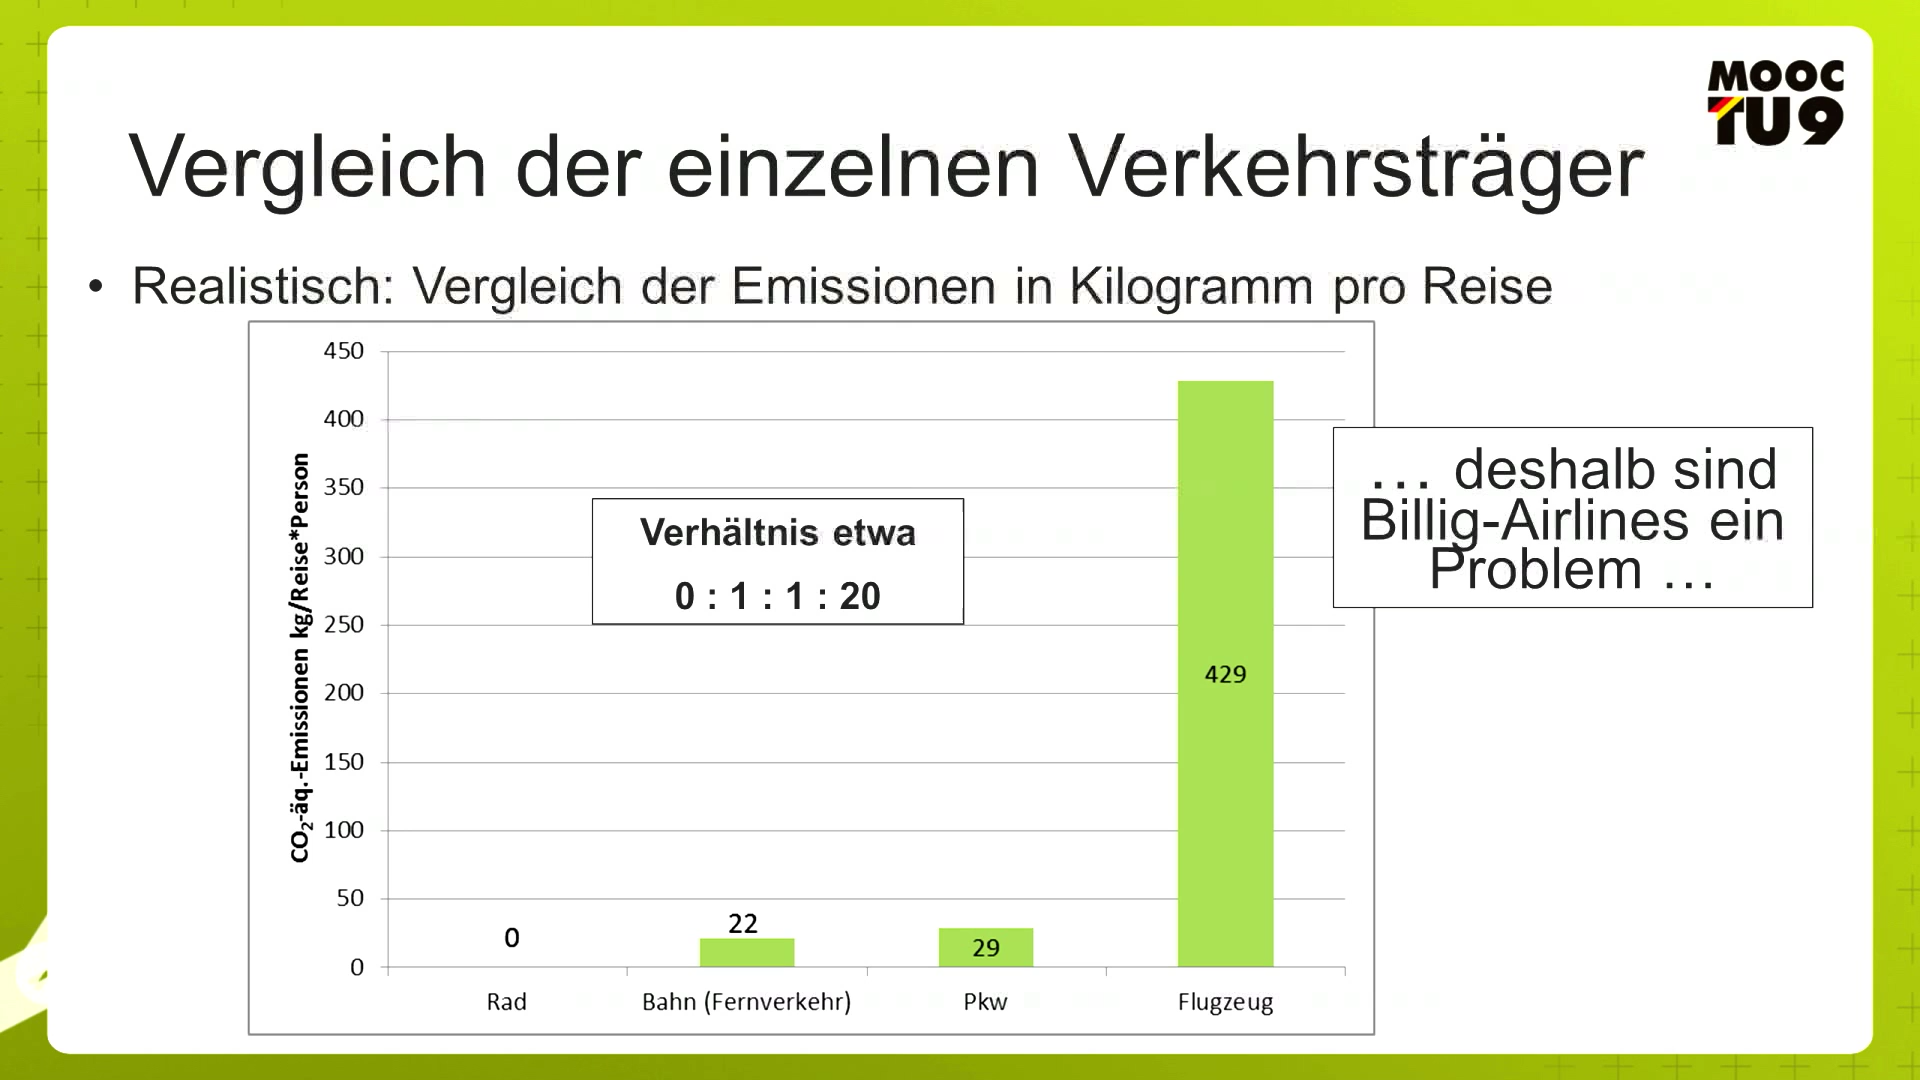 MOOC
TU9
Vergleich der einzelnen Verkehrsträger
• Realistisch: Vergleich der Emissionen in Kilogramm pro Reise
CO₂-äq.-Emissionen kg/Reise*Person
450
400
350
300
250
200
150
100
50
0
Verhältnis etwa
0 : 1 : 1 : 20
… deshalb sind
Billig-Airlines ein
Problem …
0
22
29
429
Rad
Bahn (Fernverkehr)
Pkw
Flugzeug